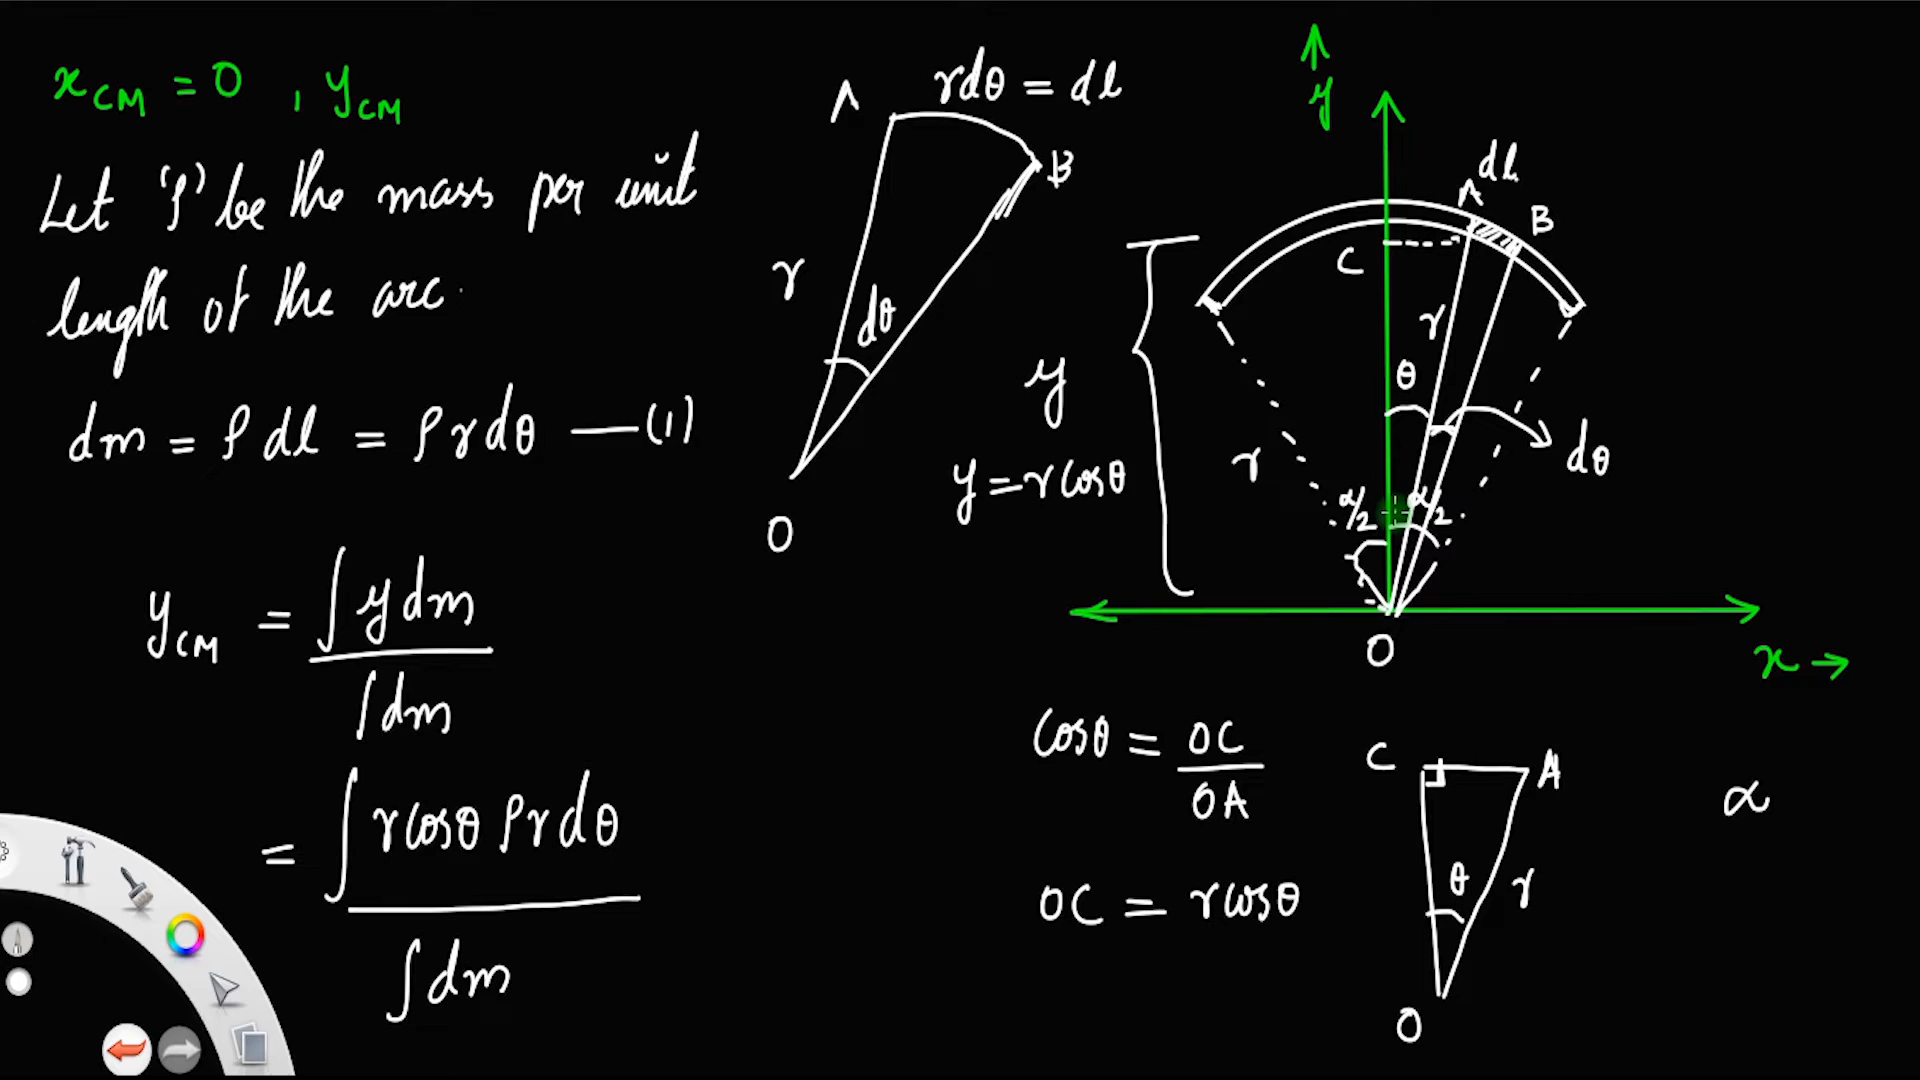 x_CM = 0 , y_CM
Let 'ρ' be the mass per unit
length of the arc.
dm = ρ dl = ρ r dθ —(1)
y_CM = ∫ y dm
∫ dm
= ∫ r cosθ ρ r dθ
∫ dm
A
r dθ = dl
B
r
dθ
O
y
y = r cosθ
y
dl
A
B
C
r
θ
r
dθ
α/2
α/2
O
x →
cosθ = OC
OA
OC = r cosθ
C
A
θ
r
O
α